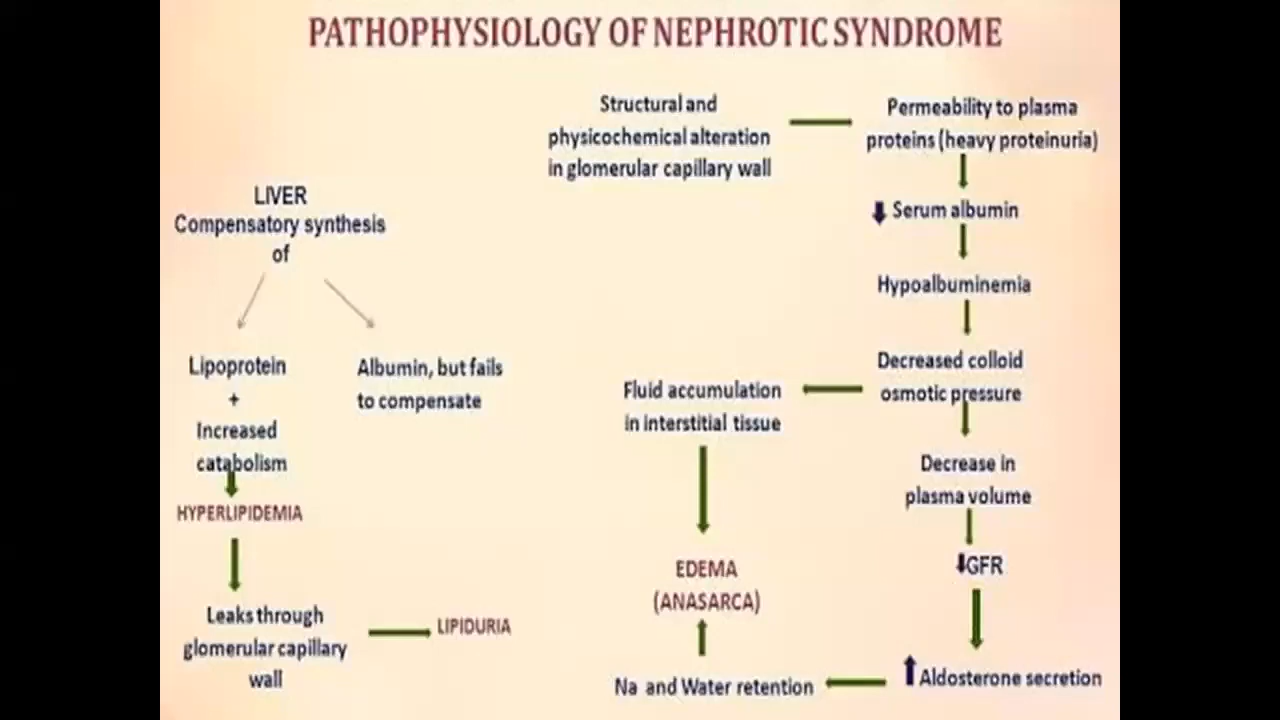 PATHOPHYSIOLOGY OF NEPHROTIC SYNDROME
Structural and
physicochemical alteration
in glomerular capillary wall
Permeability to plasma
proteins (heavy proteinuria)
Serum albumin
Hypoalbuminemia
Decreased colloid
osmotic pressure
Fluid accumulation
in interstitial tissue
Decrease in
plasma volume
GFR
Aldosterone secretion
Na and Water retention
EDEMA
(ANASARCA)
LIVER
Compensatory synthesis
of
Lipoprotein
+
Increased
catabolism
Albumin, but fails
to compensate
HYPERLIPIDEMIA
Leaks through
glomerular capillary
wall
LIPIDURIA